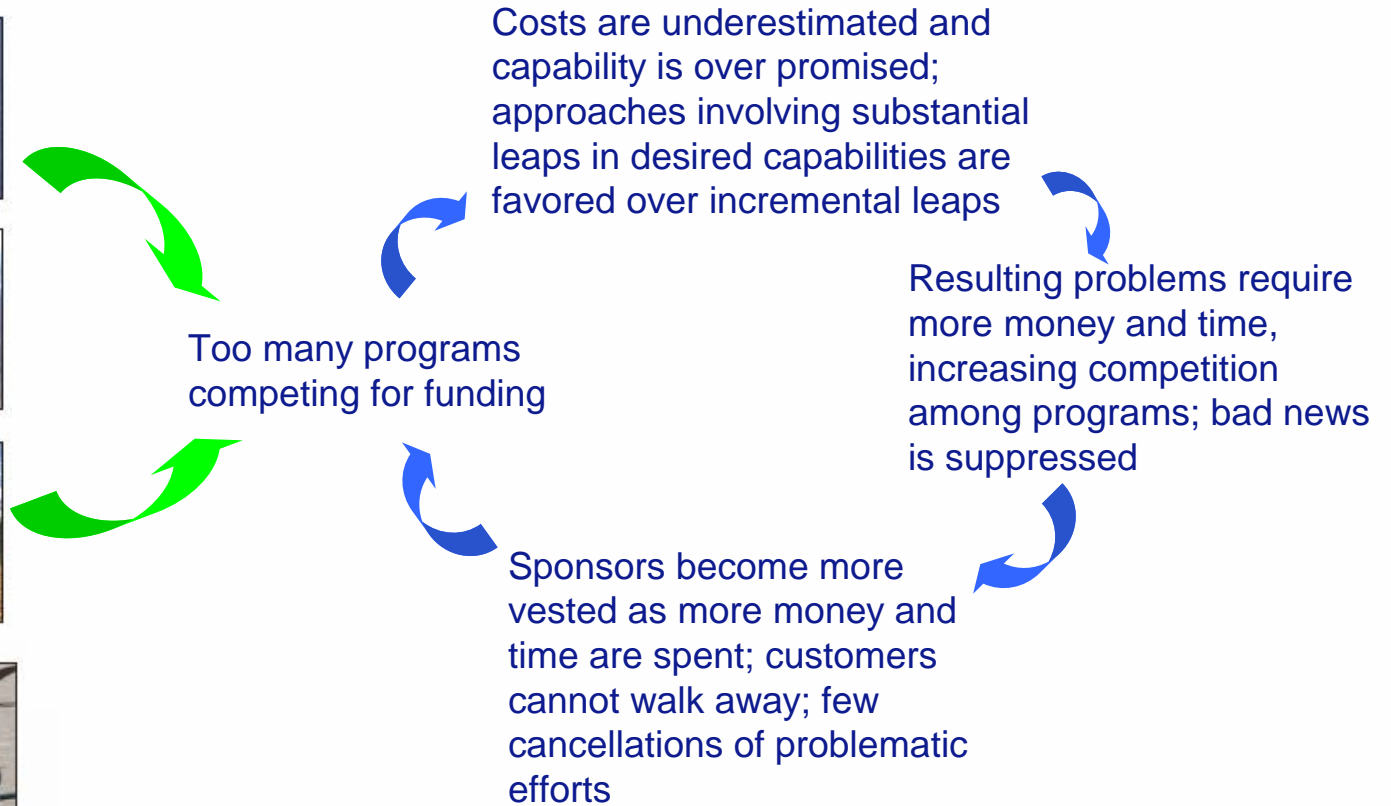 Costs are underestimated and
capability is over promised;
approaches involving substantial
leaps in desired capabilities are
favored over incremental leaps
Resulting problems require
more money and time,
increasing competition
among programs; bad news
is suppressed
Too many programs
competing for funding
Sponsors become more
vested as more money and
time are spent; customers
cannot walk away; few
cancellations of problematic
efforts